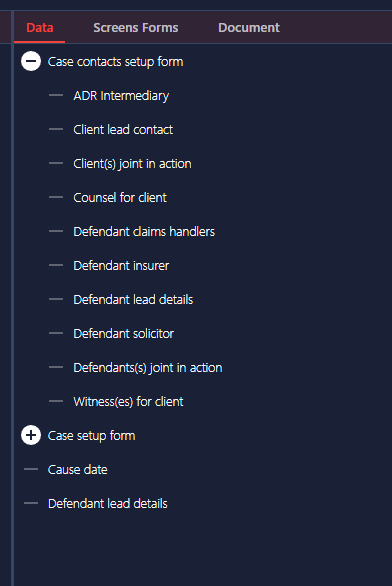 Data Screens Forms Document
Case contacts setup form
ADR Intermediary
Client lead contact
Client(s) joint in action
Counsel for client
Defendant claims handlers
Defendant insurer
Defendant lead details
Defendant solicitor
Defendants(s) joint in action
Witness(es) for client
Case setup form
Cause date
Defendant lead details